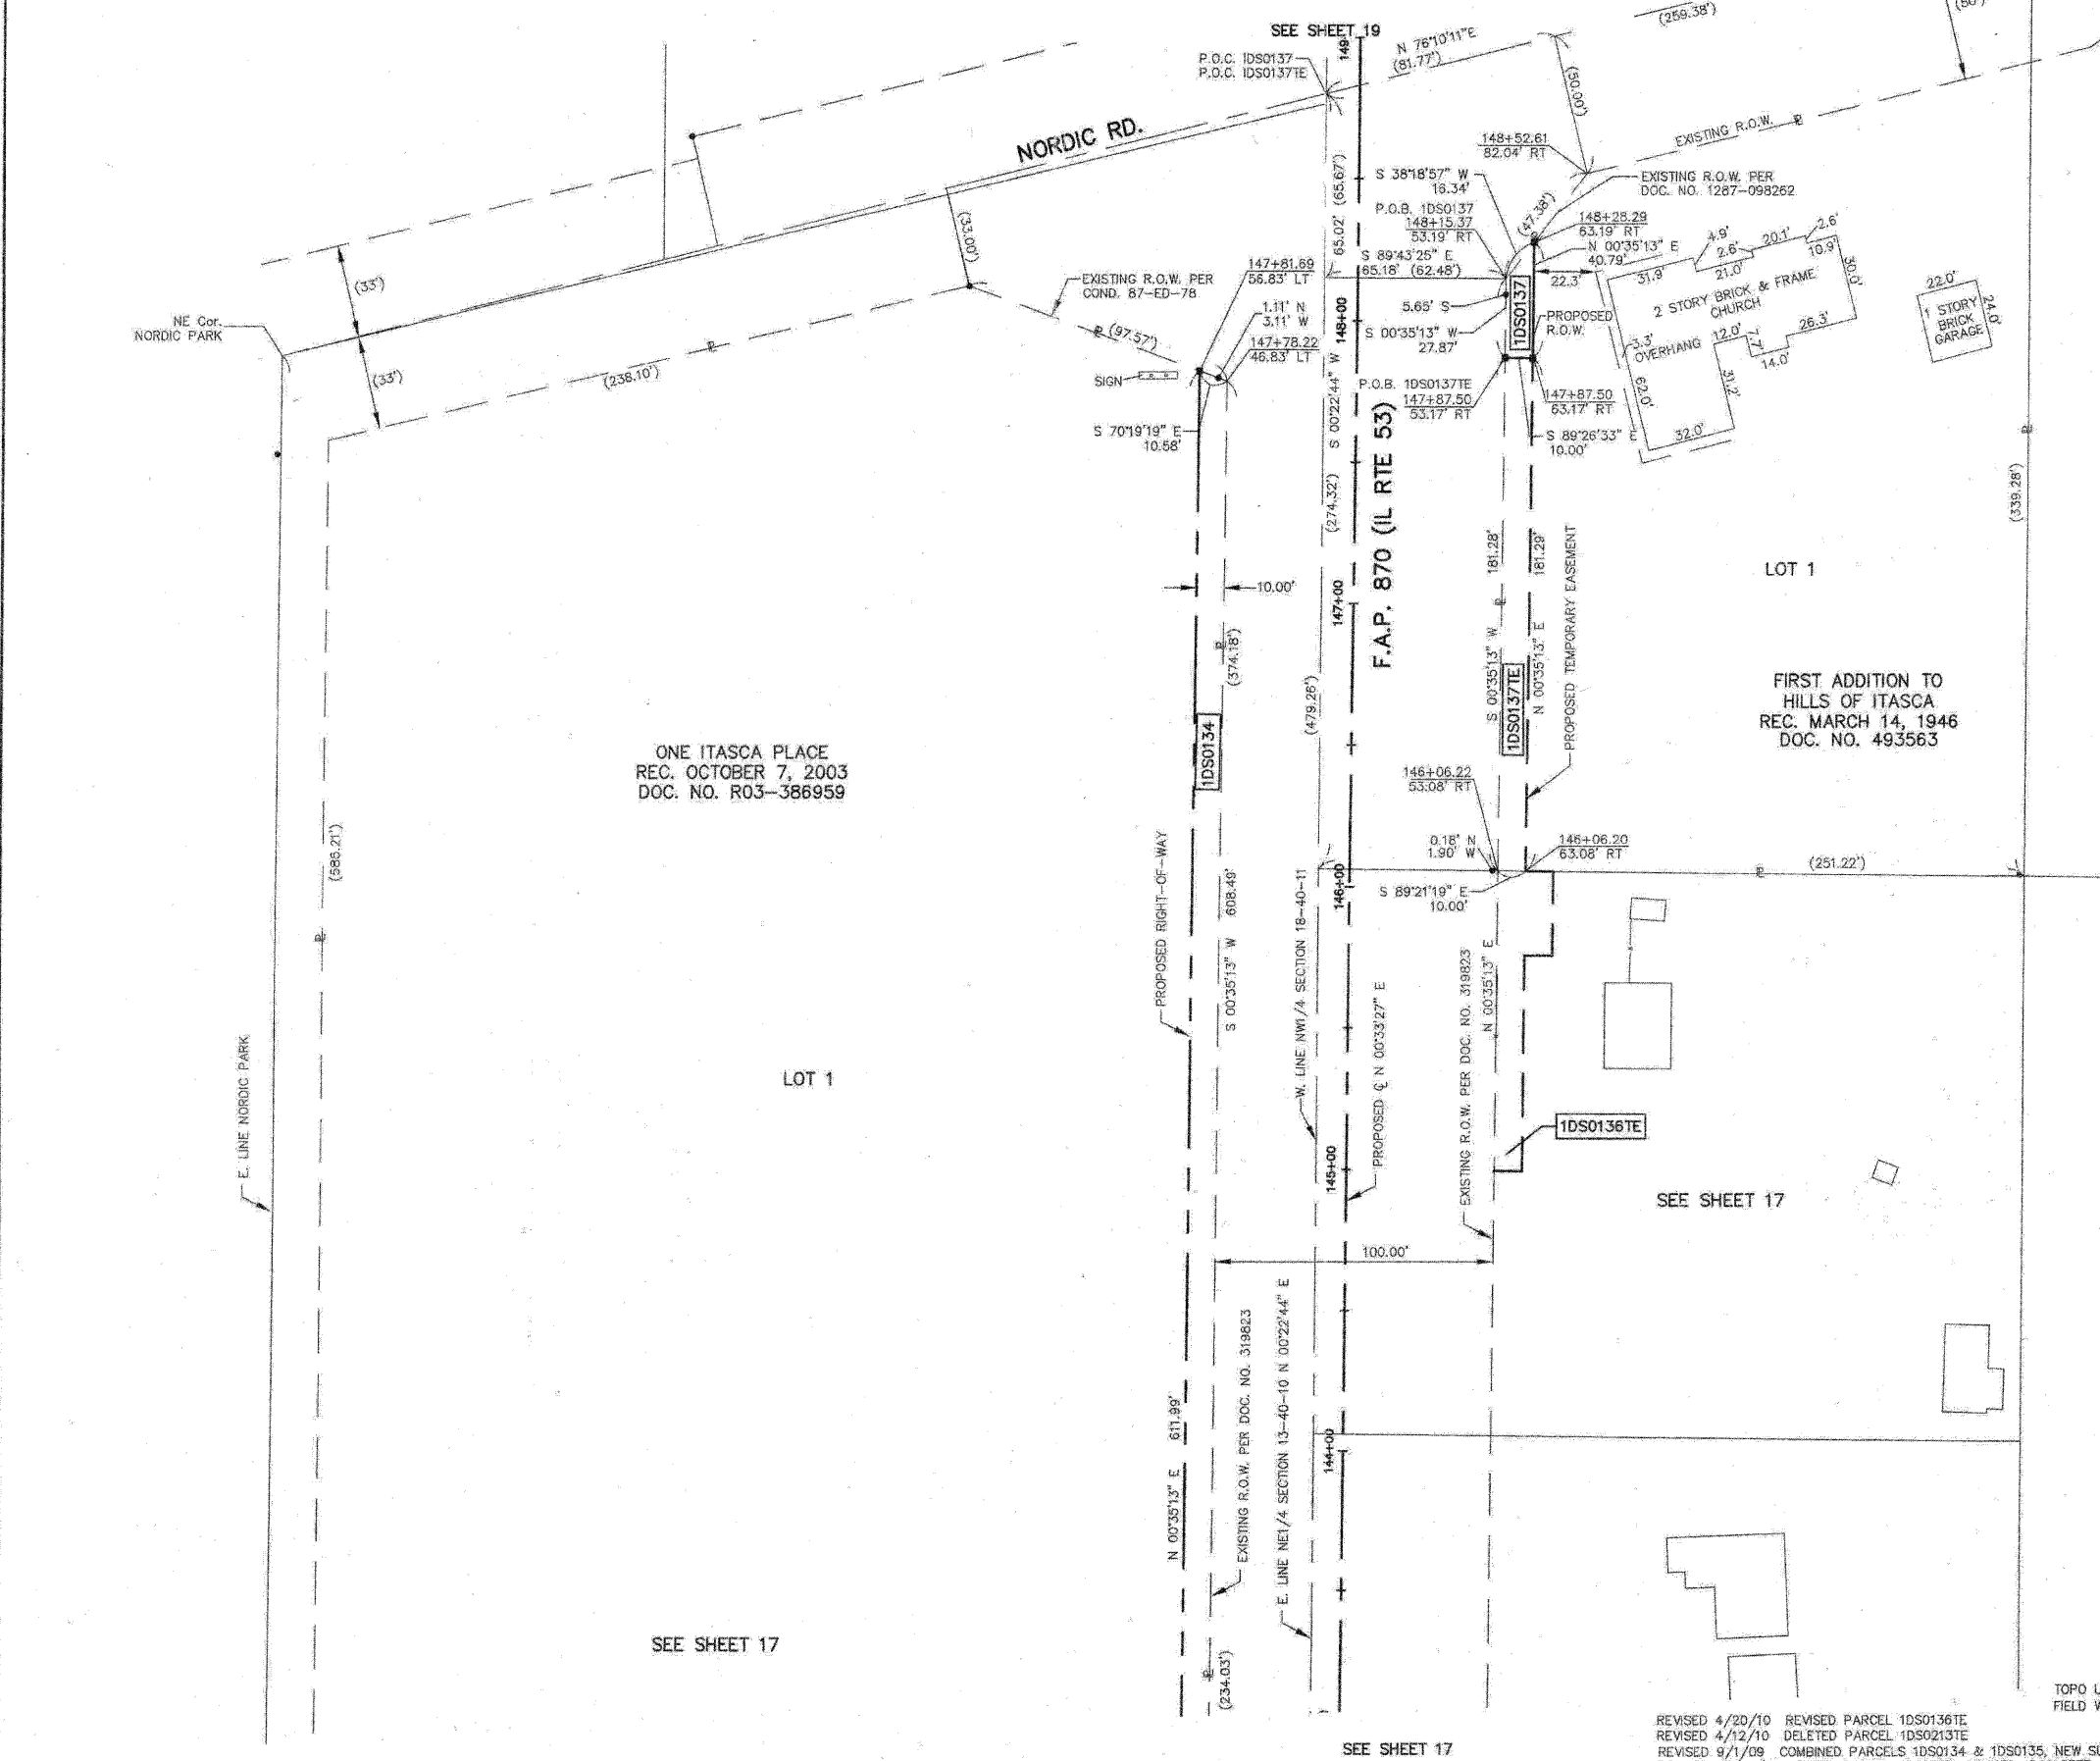 SEE SHEET 19
149
(259.38')
P.O.C. 1DS0137
P.O.C. 1DS0137TE
N 76°10'11"E
(81.77')
(50.00')
NORDIC RD.
EXISTING R.O.W.
148+52.61
82.04' RT
S 38°18'57" W
16.34'
EXISTING R.O.W. PER
DOC. NO. 1287-098262
(33.00')
(65.67')
65.02'
P.O.B. 1DS0137
148+15.37
53.19' RT
(47.38')
148+28.29
63.19' RT
N 00°35'13" E
40.79'
S 89°43'25" E
65.18' (62.48')
22.3'
5.65' S
S 00°35'13" W
27.87'
1DS0137
PROPOSED
R.O.W.
4.9'
2.6'
20.1'
2.6'
31.9'
21.0'
10.9'
30.0'
2 STORY BRICK & FRAME
CHURCH
3.3'
OVERHANG
12.0'
7.7'
14.0'
26.3'
62.0'
31.2'
32.0'
22.0'
24.0'
1 STORY
BRICK
GARAGE
EXISTING R.O.W. PER
COND. 87-ED-78
147+81.69
56.83' LT
1.11' N
3.11' W
147+78.22
46.83' LT
148+00
(33')
NE Cor.
NORDIC PARK
(33')
(238.10')
(97.57')
SIGN
S 70°19'19" E
10.58'
P.O.B. 1DS0137TE
147+87.50
53.17' RT
147+87.50
63.17' RT
S 89°26'33" E
10.00'
S 00°22'44" W
(274.32')
F.A.P. 870 (IL RTE 53)
(339.28')
181.28'
181.29'
S 00°35'13" W
N 00°35'13" E
PROPOSED TEMPORARY EASEMENT
LOT 1
10.00'
147+00
(374.18')
(479.26')
1DS0137TE
1DS0134
FIRST ADDITION TO
HILLS OF ITASCA
REC. MARCH 14, 1946
DOC. NO. 493563
ONE ITASCA PLACE
REC. OCTOBER 7, 2003
DOC. NO. R03-386959
146+06.22
53.08' RT
0.18' N
1.90' W
146+06.20
63.08' RT
S 89°21'19" E
10.00'
(251.22')
146+00
(586.21')
PROPOSED RIGHT-OF-WAY
S 00°35'13" W 608.49'
W. LINE NW1/4 SECTION 18-40-11
PROPOSED ℄ N 00°33'27" E
EXISTING R.O.W. PER DOC. NO. 319823
N 00°35'13" E
E. LINE NORDIC PARK
LOT 1
1DS0136TE
145+00
SEE SHEET 17
100.00'
N 00°35'13" E 611.99'
EXISTING R.O.W. PER DOC. NO. 319823
E. LINE NE1/4 SECTION 13-40-10 N 00°22'44" E
144+00
SEE SHEET 17
(234.03')
TOPO
FIELD
REVISED 4/20/10 REVISED PARCEL 1DS0136TE
REVISED 4/12/10 DELETED PARCEL 1DS0213TE
REVISED 9/1/09 COMBINED PARCELS 1DS0134 & 1DS0135, NEW
SEE SHEET 17